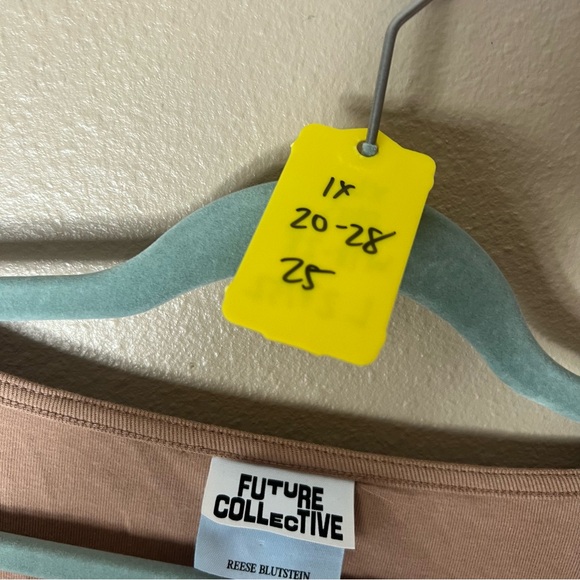 1X
20-28
25
FUTURE
COLLECTIVE
REESE BLUTSTEIN